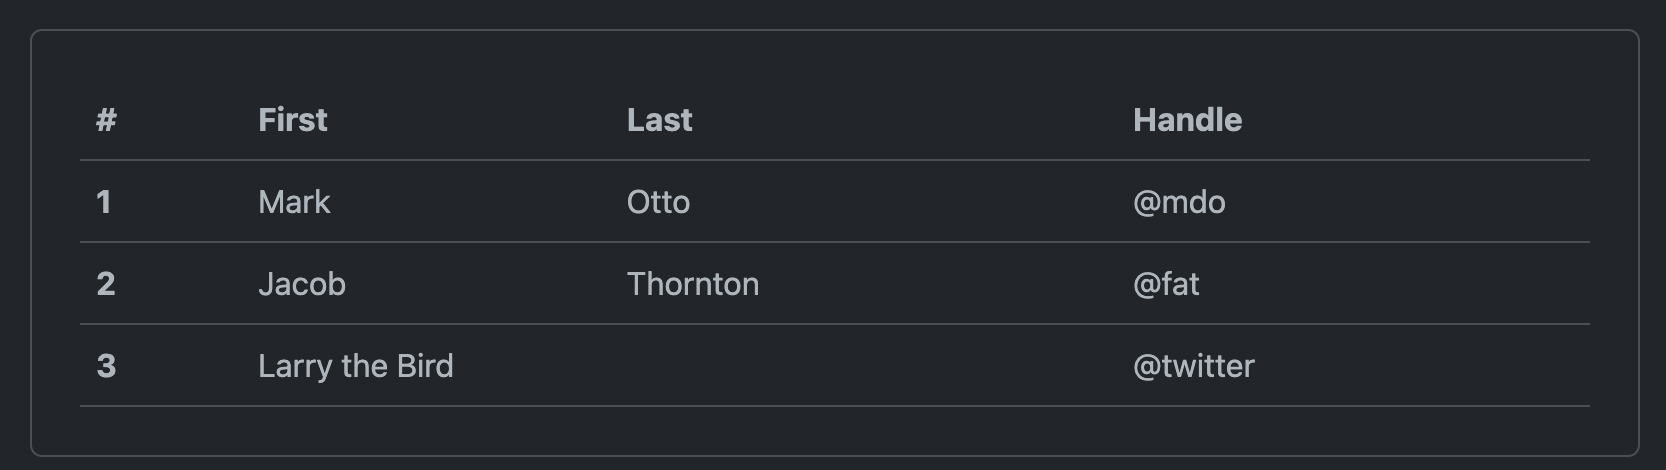 # First Last Handle
1 Mark Otto @mdo
2 Jacob Thornton @fat
3 Larry the Bird @twitter